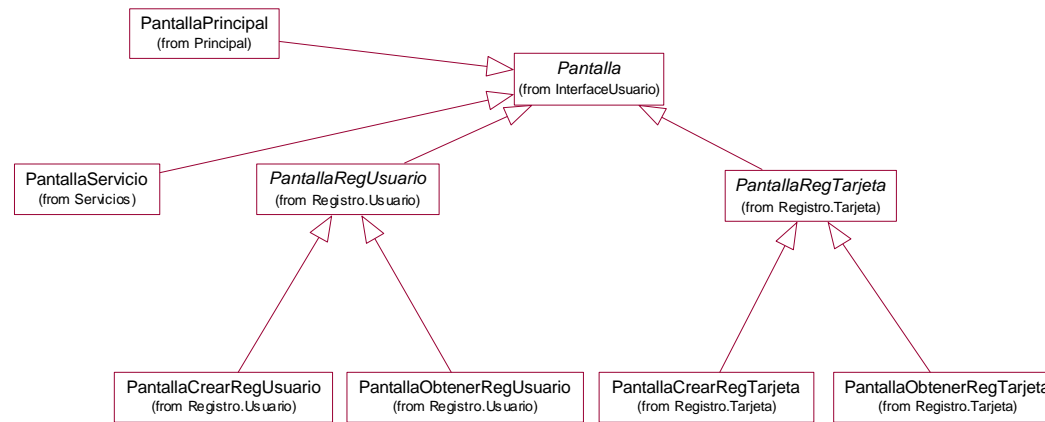 PantallaPrincipal
(from Principal)
Pantalla
(from InterfaceUsuario)
PantallaServicio
(from Servicios)
PantallaRegUsuario
(from Registro.Usuario)
PantallaRegTarjeta
(from Registro.Tarjeta)
PantallaCrearRegUsuario
(from Registro.Usuario)
PantallaObtenerRegUsuario
(from Registro.Usuario)
PantallaCrearRegTarjeta
(from Registro.Tarjeta)
PantallaObtenerRegTarjeta
(from Registro.Tarjeta)